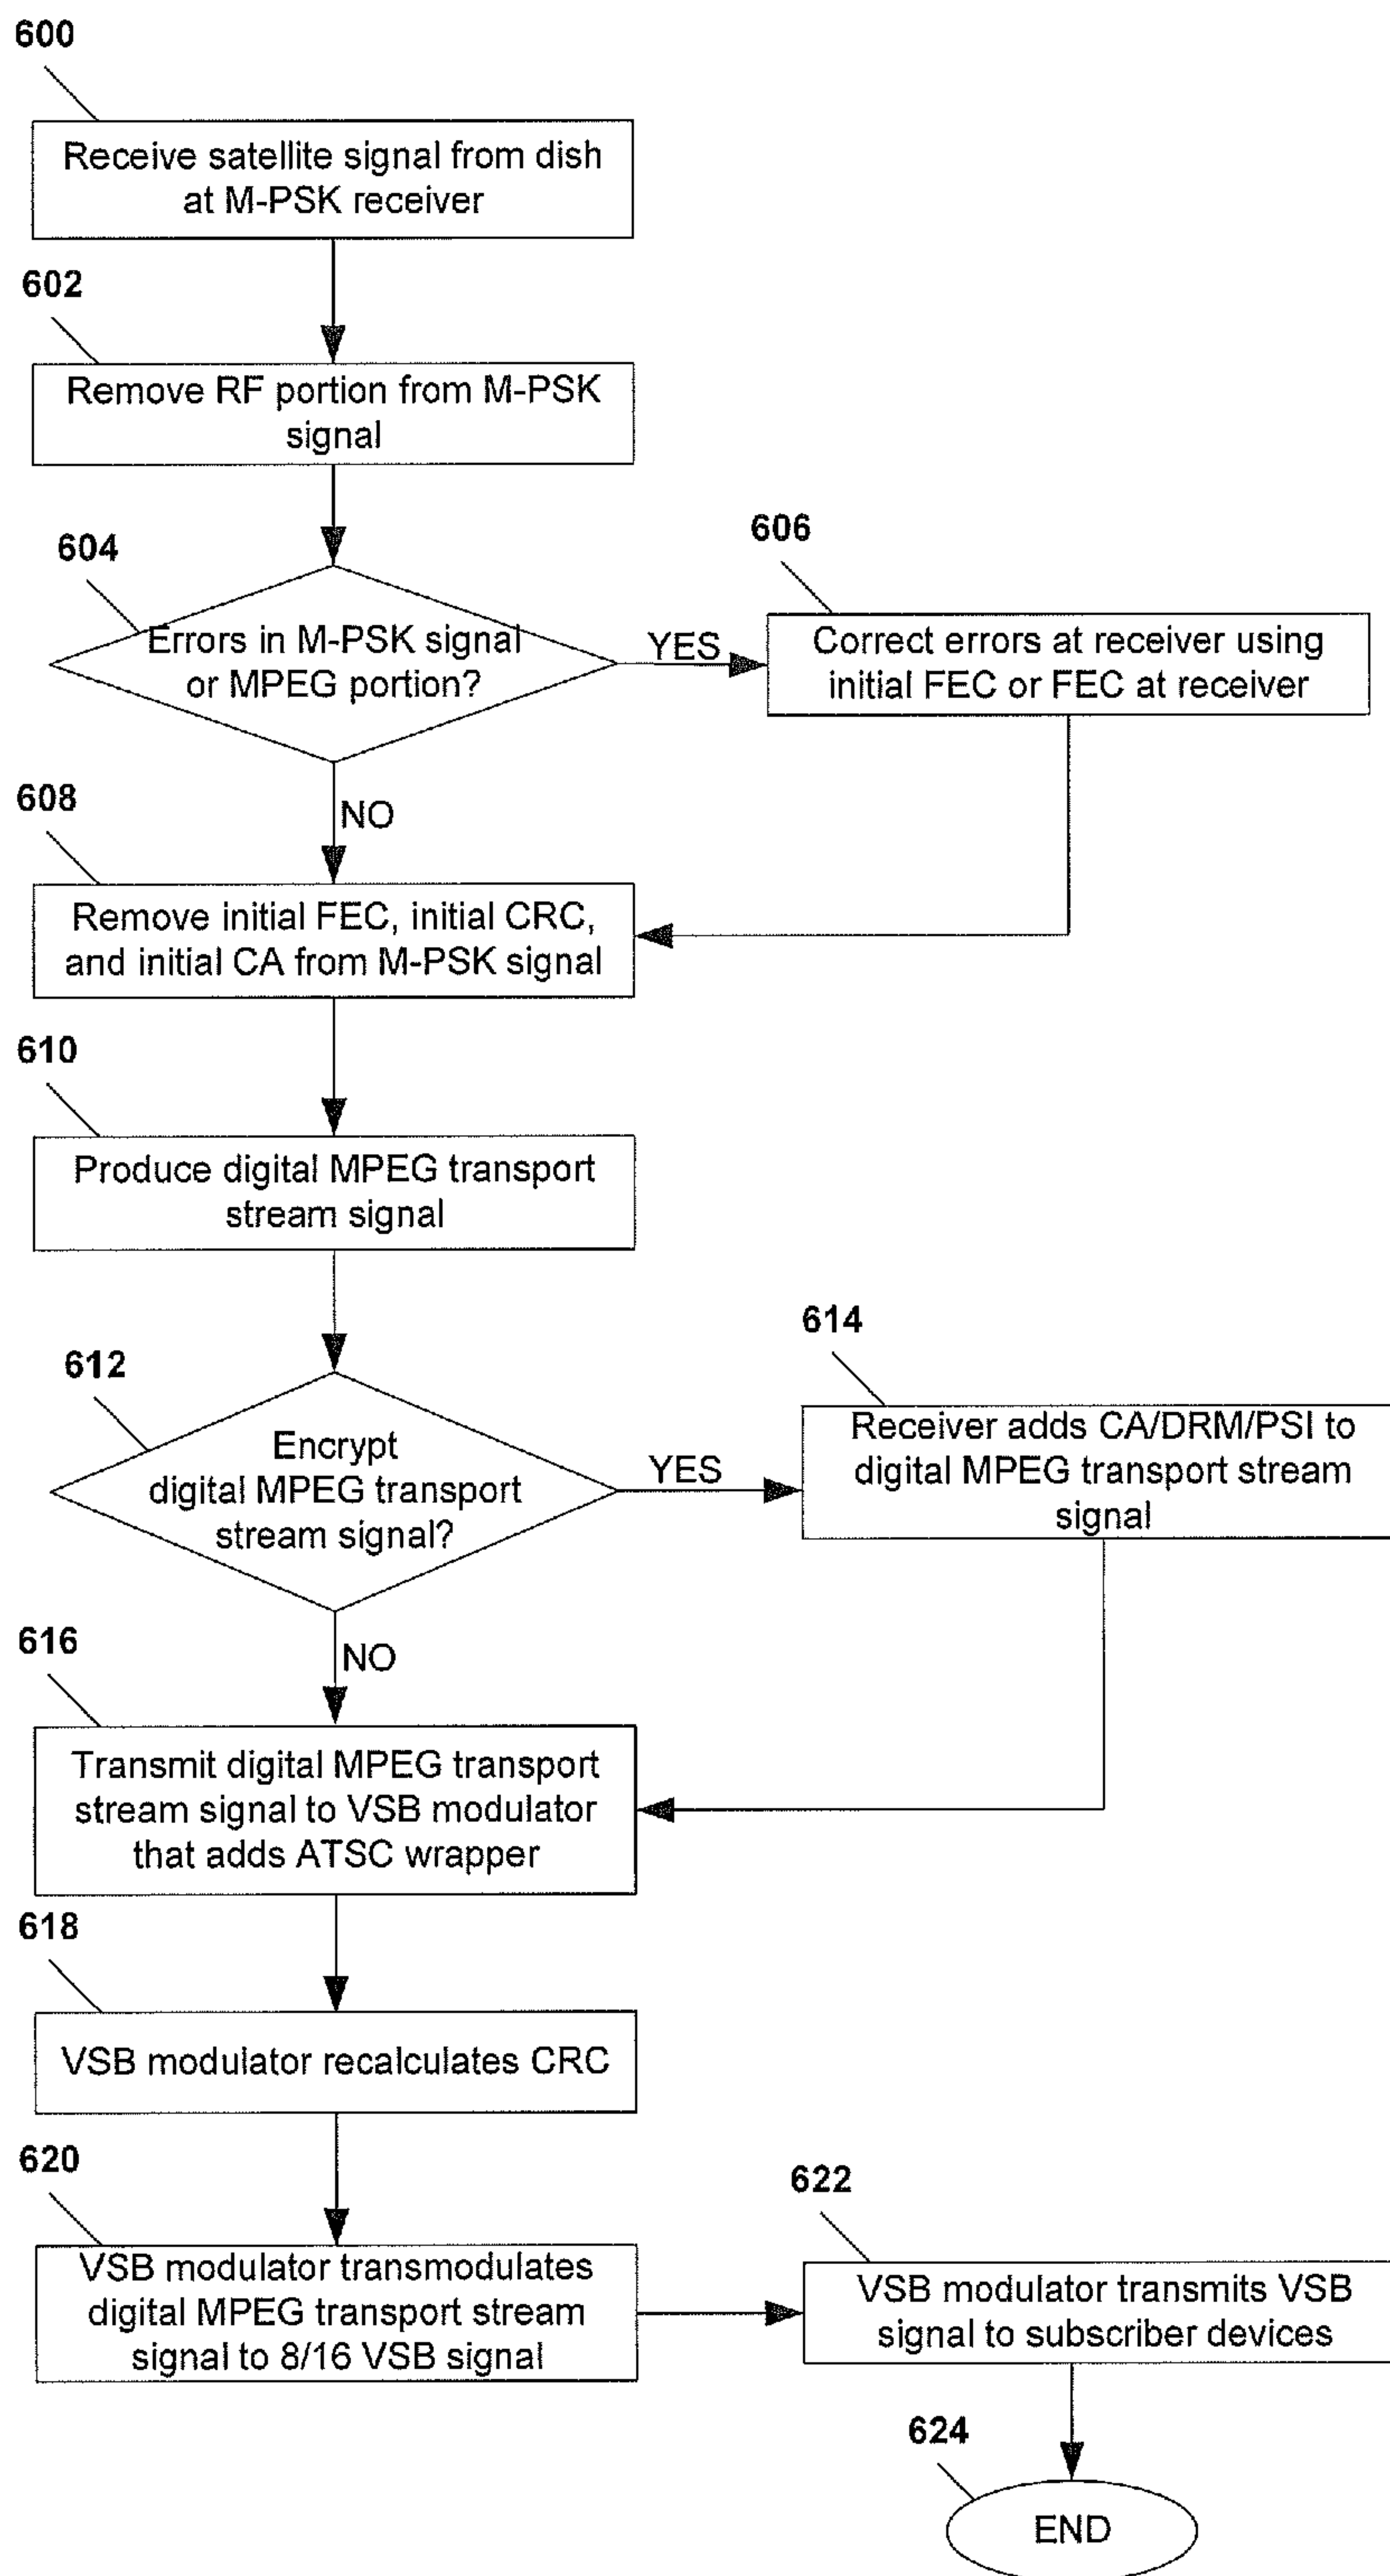 600
Receive satellite signal from dish
at M-PSK receiver
602
Remove RF portion from M-PSK
signal
604
Errors in M-PSK signal
or MPEG portion?
YES
606
Correct errors at receiver using
initial FEC or FEC at receiver
NO
608
Remove initial FEC, initial CRC,
and initial CA from M-PSK signal
610
Produce digital MPEG transport
stream signal
612
Encrypt
digital MPEG transport
stream signal?
YES
614
Receiver adds CA/DRM/PSI to
digital MPEG transport stream
signal
NO
616
Transmit digital MPEG transport
stream signal to VSB modulator
that adds ATSC wrapper
618
VSB modulator recalculates CRC
620
VSB modulator transmodulates
digital MPEG transport stream
signal to 8/16 VSB signal
622
VSB modulator transmits VSB
signal to subscriber devices
624
END